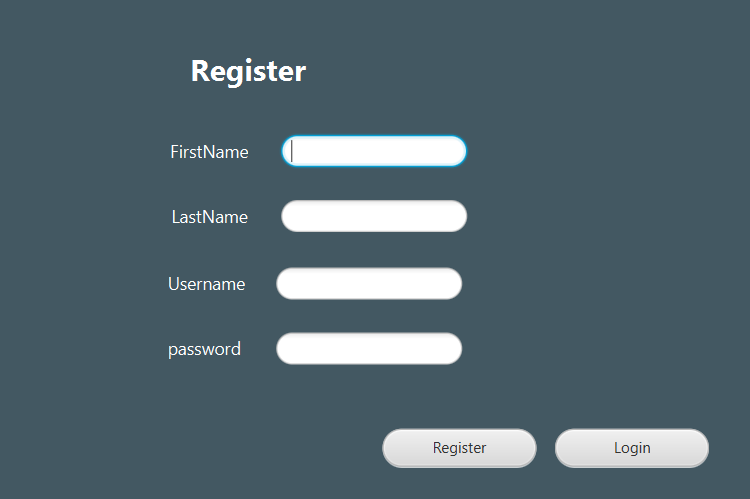 Register
FirstName
LastName
Username
password
Register Login